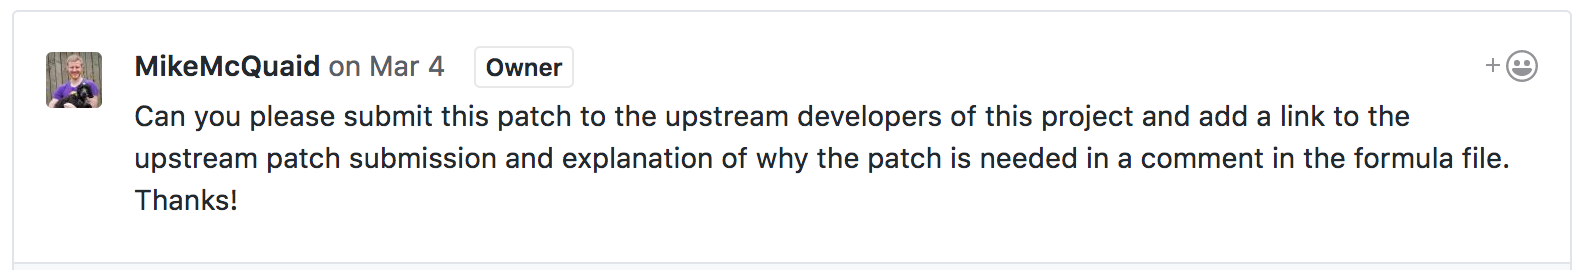 MikeMcQuaid on Mar 4 Owner
Can you please submit this patch to the upstream developers of this project and add a link to the
upstream patch submission and explanation of why the patch is needed in a comment in the formula file.
Thanks!